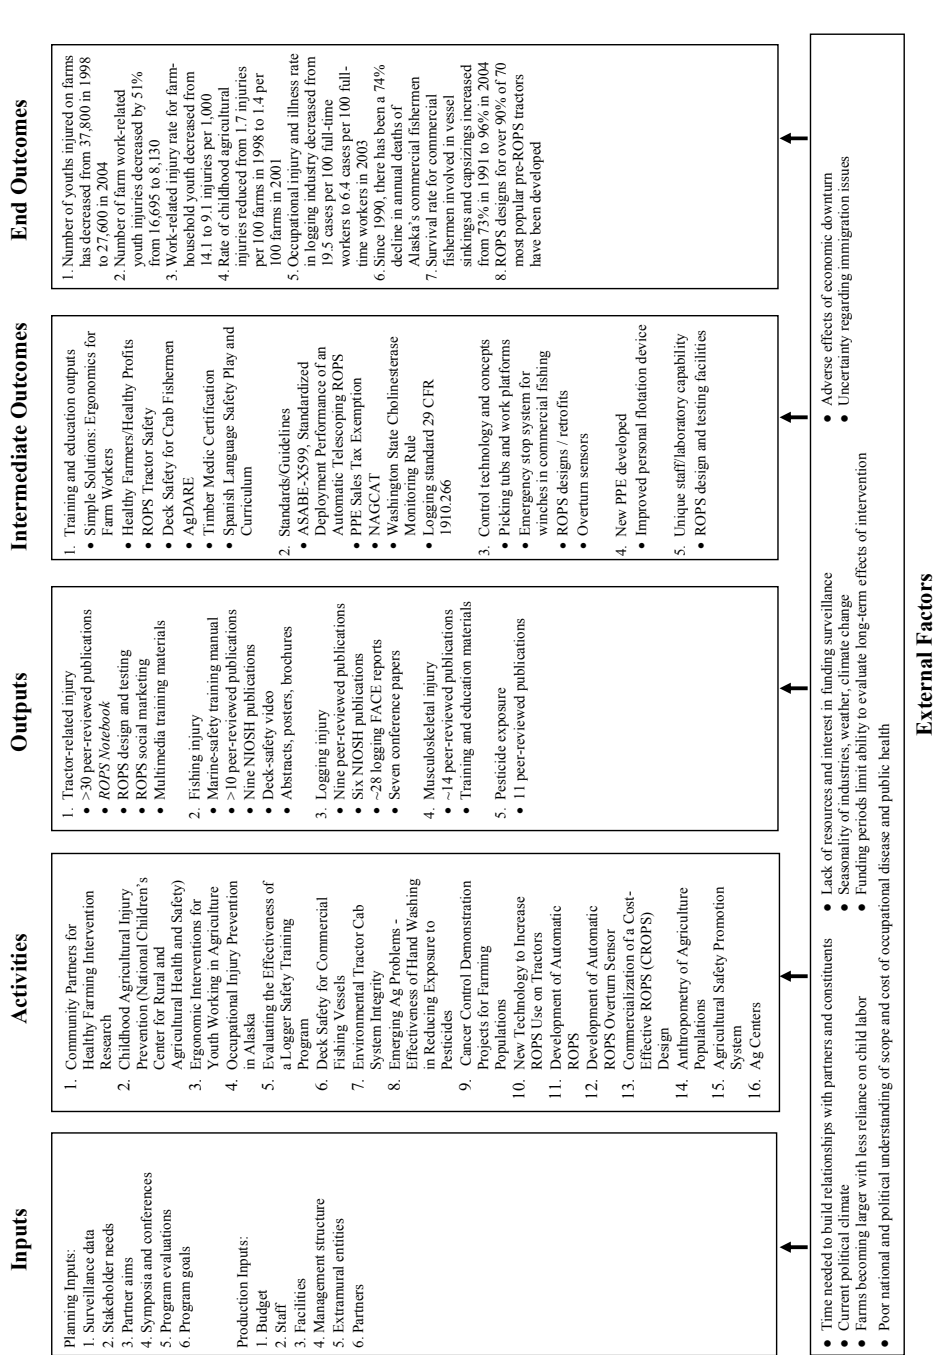 Inputs
Planning Inputs:
1. Surveillance data
2. Stakeholder needs
3. Partner aims
4. Symposia and conferences
5. Program evaluations
6. Program goals
Production Inputs:
1. Budget
2. Staff
3. Facilities
4. Management structure
5. Extramural entities
6. Partners
Activities
1. Community Partners for
Healthy Farming Intervention
Research
2. Childhood Agricultural Injury
Prevention (National Children's
Center for Rural and
Agricultural Health and Safety)
3. Ergonomic Interventions for
Youth Working in Agriculture
4. Occupational Injury Prevention
in Alaska
5. Evaluating the Effectiveness of
a Logger Safety Training
Program
6. Deck Safety for Commercial
Fishing Vessels
7. Environmental Tractor Cab
System Integrity
8. Emerging Ag Problems -
Effectiveness of Hand Washing
in Reducing Exposure to
Pesticides
9. Cancer Control Demonstration
Projects for Farming
Populations
10. New Technology to Increase
ROPS Use on Tractors
11. Development of Automatic
ROPS
12. Development of Automatic
ROPS Overturn Sensor
13. Commercialization of a Cost-
Effective ROPS (CROPS)
Design
14. Anthropometry of Agriculture
Populations
15. Agricultural Safety Promotion
System
16. Ag Centers
Outputs
1. Tractor-related injury
• >30 peer-reviewed publications
• ROPS Notebook
• ROPS design and testing
• ROPS social marketing
• Multimedia training materials
2. Fishing injury
• Marine-safety training manual
• >10 peer-reviewed publications
• Nine NIOSH publications
• Deck-safety video
• Abstracts, posters, brochures
3. Logging injury
• Nine peer-reviewed publications
• Six NIOSH publications
• ~28 logging FACE reports
• Seven conference papers
4. Musculoskeletal injury
• ~14 peer-reviewed publications
• Training and education materials
5. Pesticide exposure
• 11 peer-reviewed publications
Intermediate Outcomes
1. Training and education outputs
• Simple Solutions: Ergonomics for
Farm Workers
• Healthy Farmers/Healthy Profits
• ROPS Tractor Safety
• Deck Safety for Crab Fishermen
• AgDARE
• Timber Medic Certification
• Spanish Language Safety Play and
Curriculum
2. Standards/Guidelines
• ASABE-X599, Standardized
Deployment Performance of an
Automatic Telescoping ROPS
• PPE Sales Tax Exemption
• NAGCAT
• Washington State Cholinesterase
Monitoring Rule
• Logging standard 29 CFR
1910.266
3. Control technology and concepts
• Picking tubs and work platforms
• Emergency stop system for
winches in commercial fishing
• ROPS designs / retrofits
• Overturn sensors
4. New PPE developed
• Improved personal flotation device
5. Unique staff/laboratory capability
• ROPS design and testing facilities
End Outcomes
1. Number of youths injured on farms
has decreased from 37,800 in 1998
to 27,600 in 2004
2. Number of farm work-related
youth injuries decreased by 51%
from 16,695 to 8,130
3. Work-related injury rate for farm-
household youth decreased from
14.1 to 9.1 injuries per 1,000
4. Rate of childhood agricultural
injuries reduced from 1.7 injuries
per 100 farms in 1998 to 1.4 per
100 farms in 2001
5. Occupational injury and illness rate
in logging industry decreased from
19.5 cases per 100 full-time
workers to 6.4 cases per 100 full-
time workers in 2003
6. Since 1990, there has been a 74%
decline in annual deaths of
Alaska's commercial fishermen
7. Survival rate for commercial
fishermen involved in vessel
sinkings and capsizings increased
from 73% in 1991 to 96% in 2004
8. ROPS designs for over 90% of 70
most popular pre-ROPS tractors
have been developed
• Time needed to build relationships with partners and constituents
• Current political climate
• Farms becoming larger with less reliance on child labor
• Poor national and political understanding of scope and cost of occupational disease and public health
• Lack of resources and interest in funding surveillance
• Seasonality of industries, weather, climate change
• Funding periods limit ability to evaluate long-term effects of intervention
• Adverse effects of economic downturn
• Uncertainty regarding immigration issues
External Factors